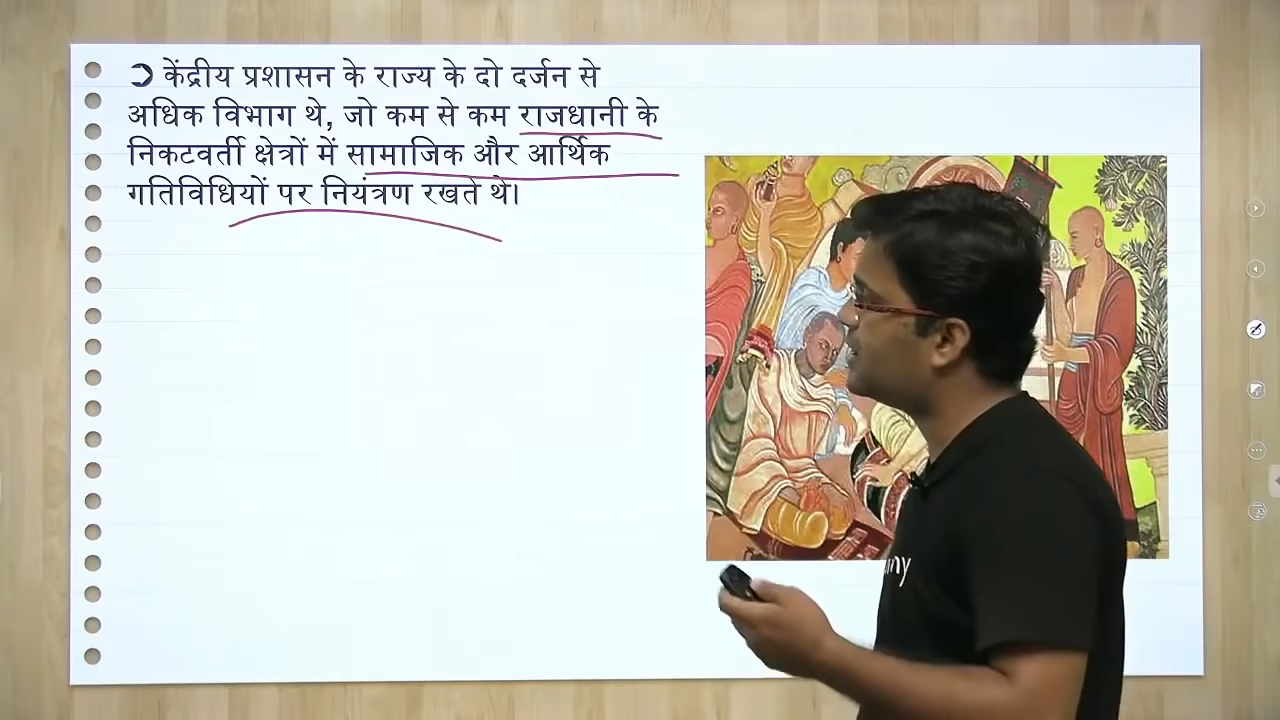 ➲ केंद्रीय प्रशासन के राज्य के दो दर्जन से
अधिक विभाग थे, जो कम से कम राजधानी के
निकटवर्ती क्षेत्रों में सामाजिक और आर्थिक
गतिविधियों पर नियंत्रण रखते थे।